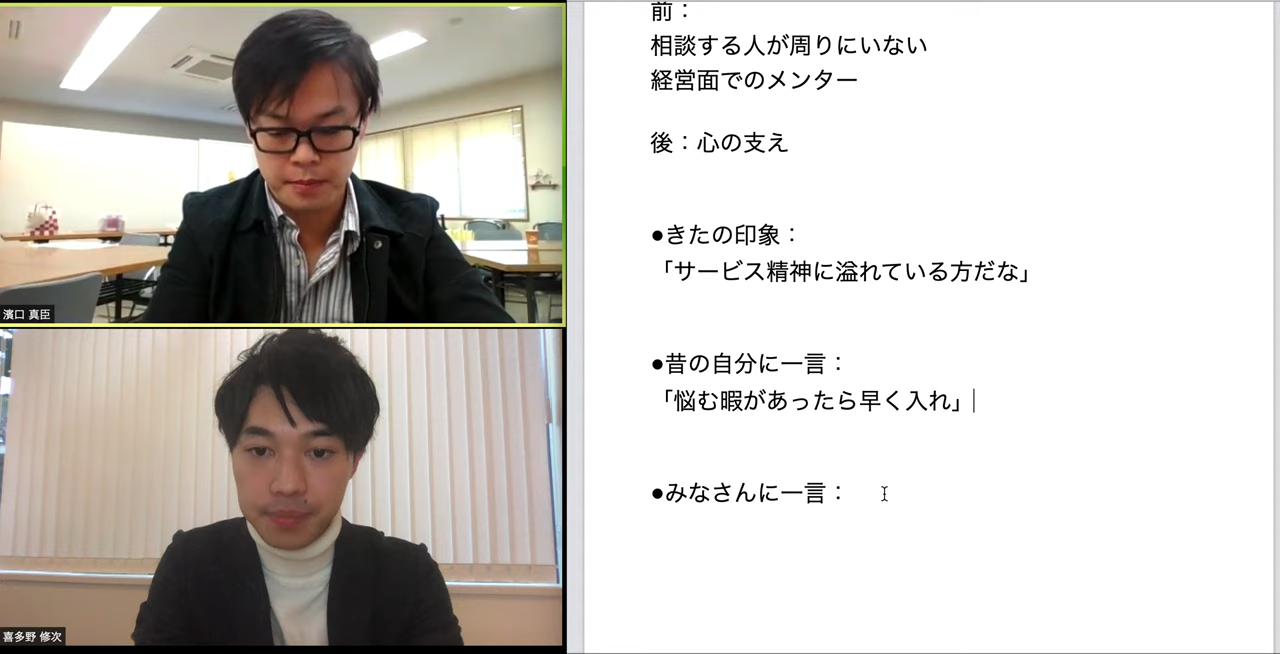 濱口 真臣
喜多野 修次
前：
相談する人が周りにいない
経営面でのメンター
後：心の支え
●きたの印象：
「サービス精神に溢れている方だな」
●昔の自分に一言：
「悩む暇があったら早く入れ」
●みなさんに一言：